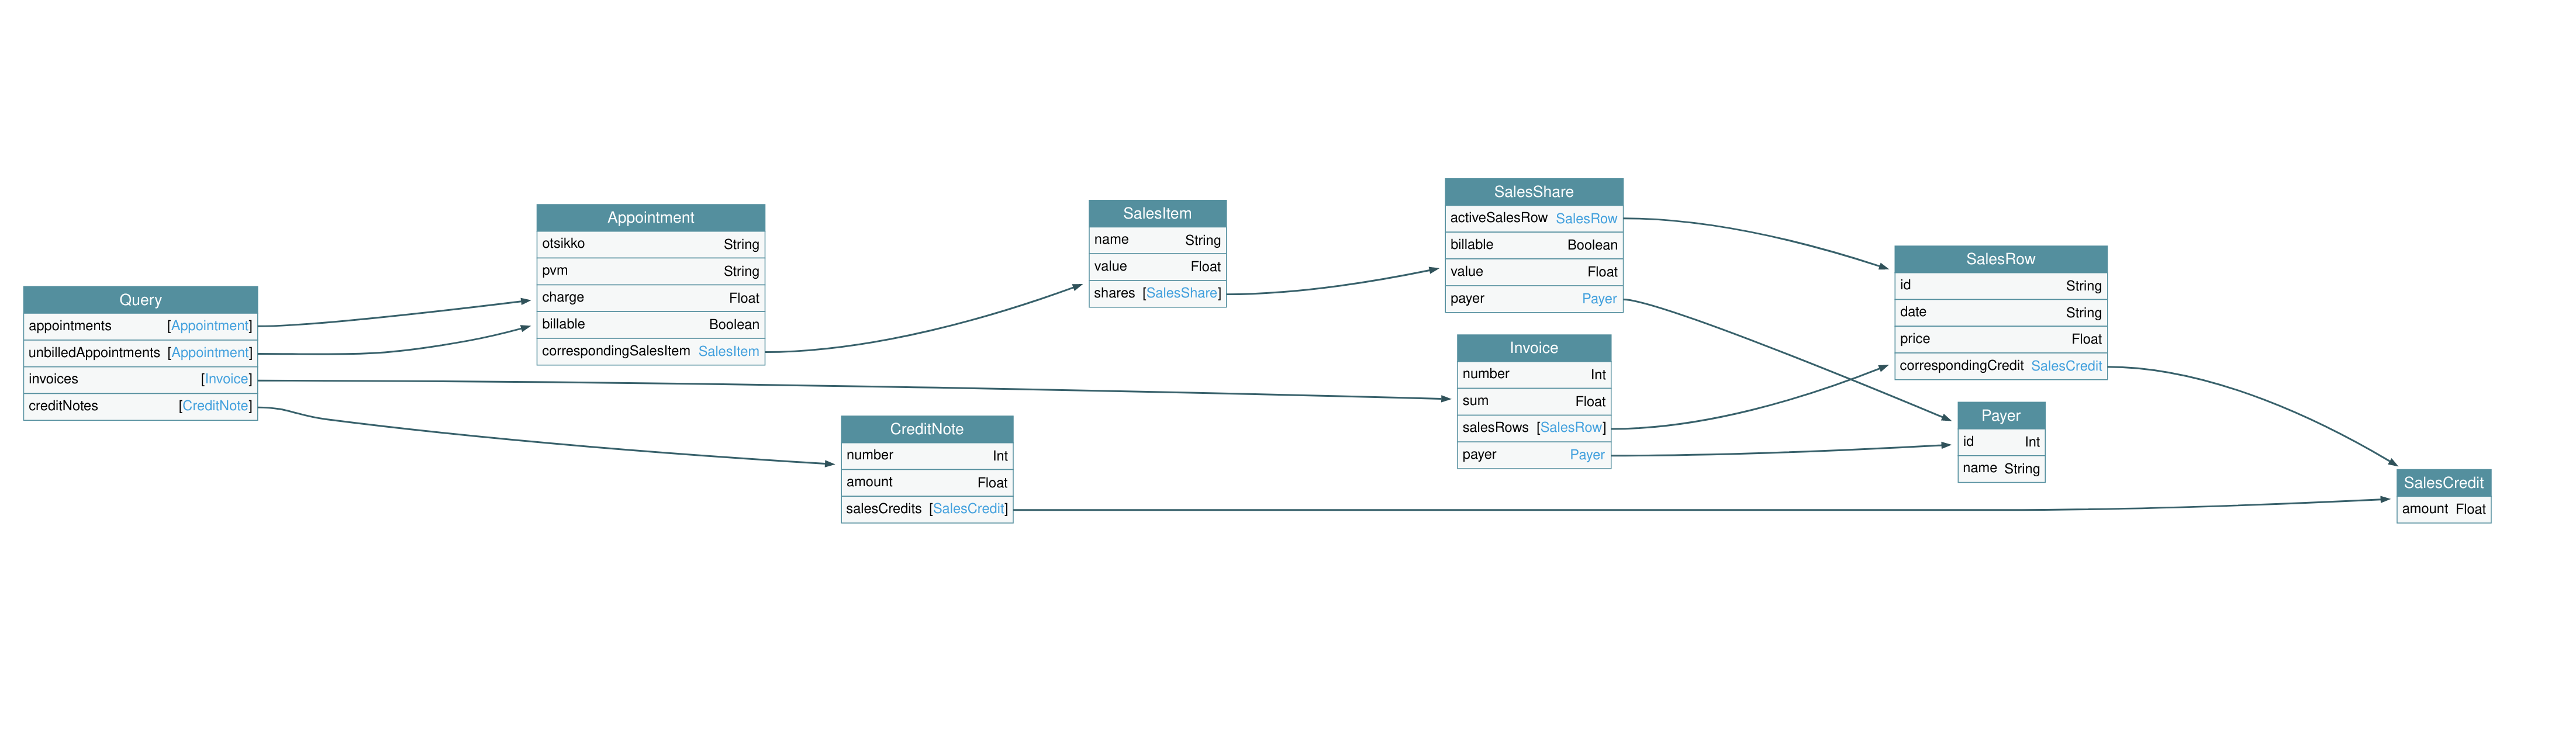 Query
appointments [Appointment]
unbilledAppointments [Appointment]
invoices [Invoice]
creditNotes [CreditNote]
Appointment
otsikko String
pvm String
charge Float
billable Boolean
correspondingSalesItem SalesItem
CreditNote
number Int
amount Float
salesCredits [SalesCredit]
SalesItem
name String
value Float
shares [SalesShare]
SalesShare
activeSalesRow SalesRow
billable Boolean
value Float
payer Payer
Invoice
number Int
sum Float
salesRows [SalesRow]
payer Payer
SalesRow
id String
date String
price Float
correspondingCredit SalesCredit
Payer
id Int
name String
SalesCredit
amount Float